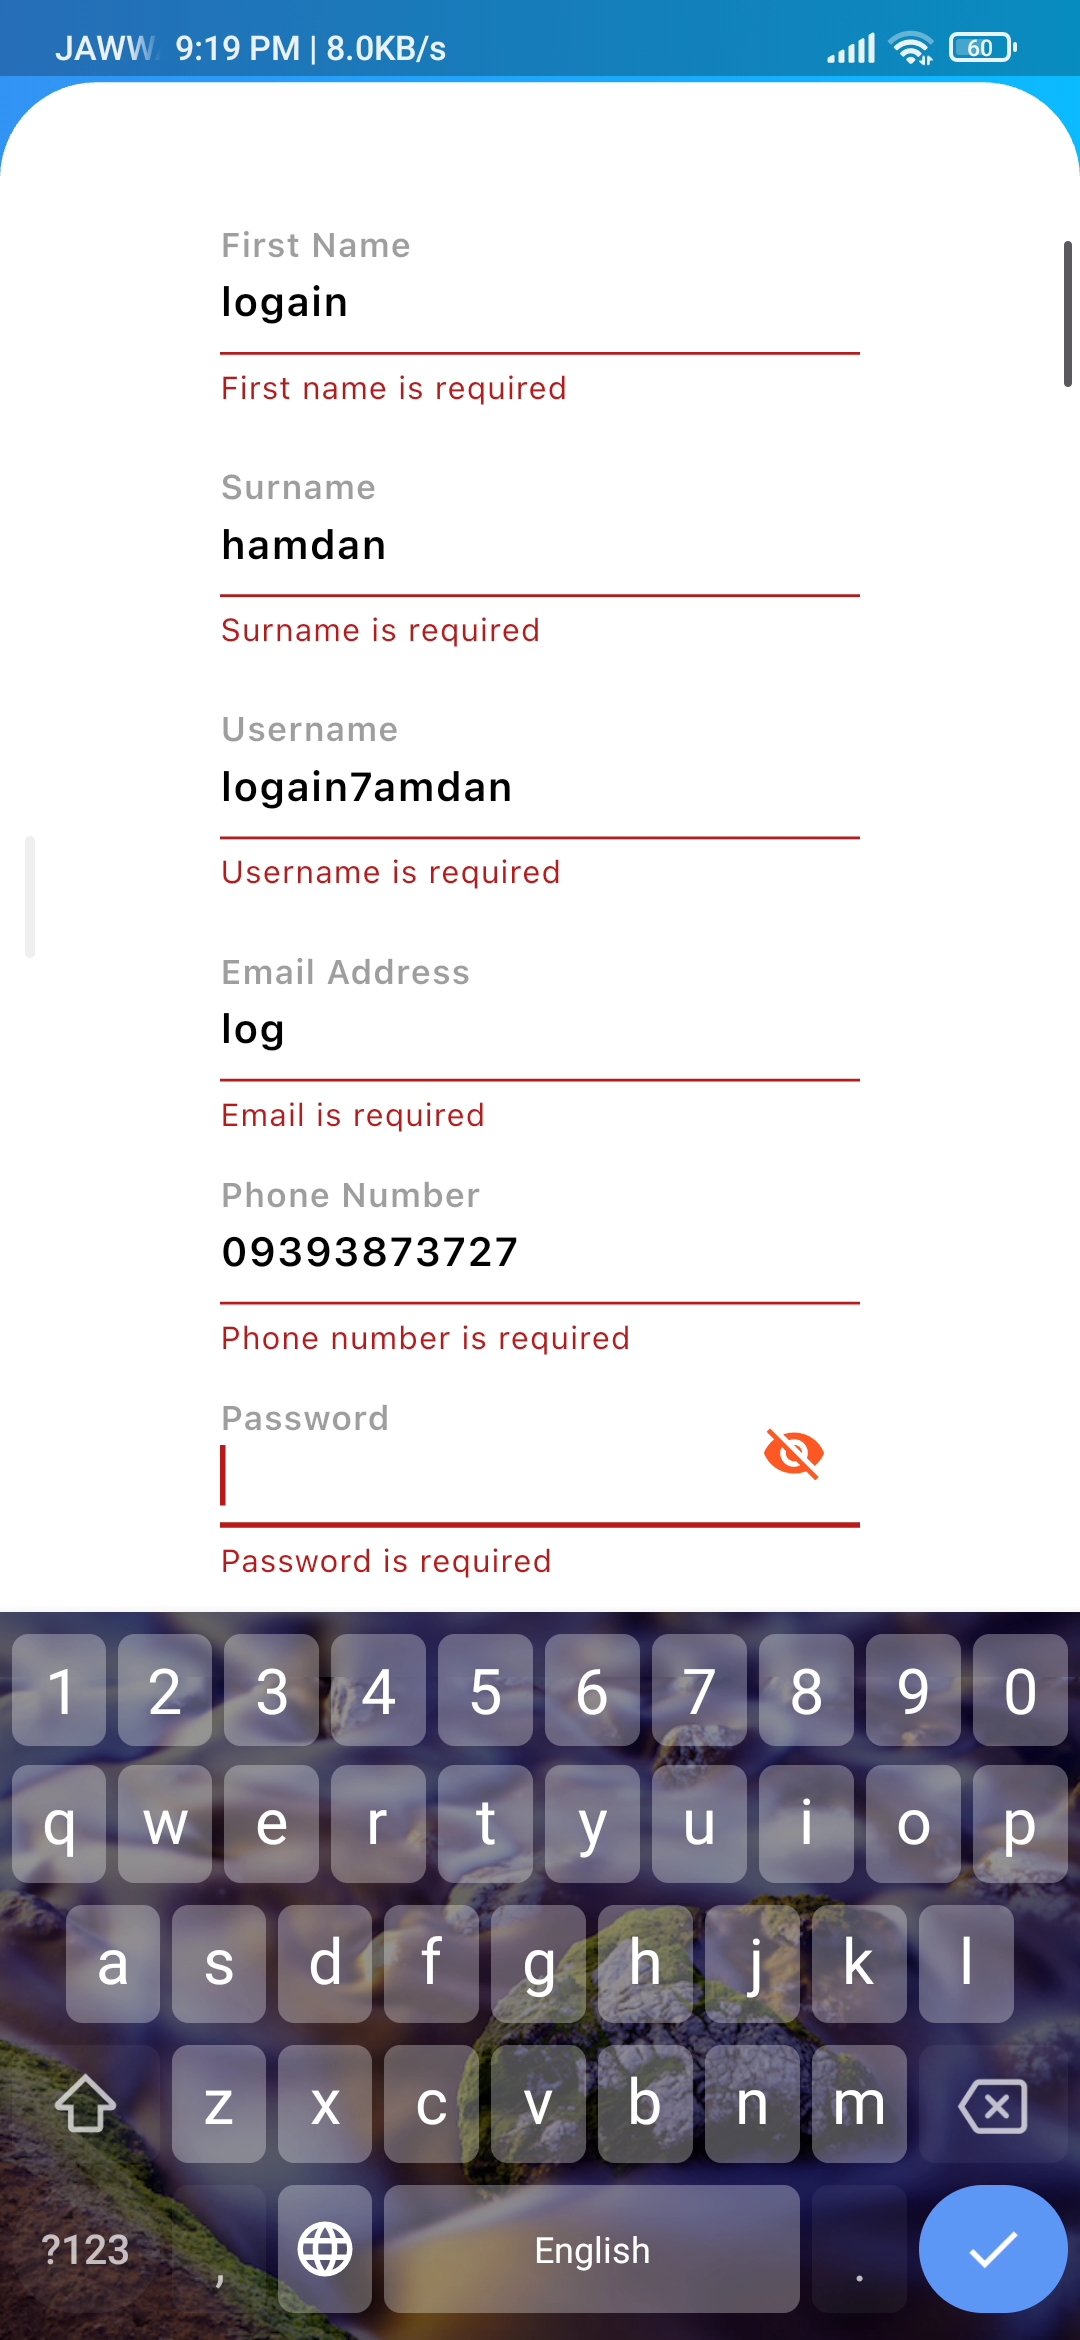 JAWW 9:19 PM | 8.0KB/s 60
First Name
logain
First name is required
Surname
hamdan
Surname is required
Username
logain7amdan
Username is required
Email Address
log
Email is required
Phone Number
09393873727
Phone number is required
Password
Password is required
1 2 3 4 5 6 7 8 9 0
q w e r t y u i o p
a s d f g h j k l
z x c v b n m
?123 , English .